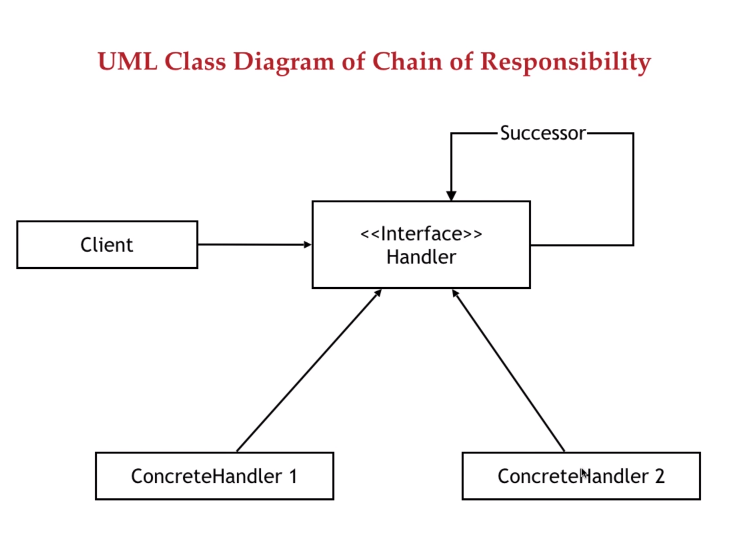 UML Class Diagram of Chain of Responsibility
Successor
Client
<<Interface>>
Handler
ConcreteHandler 1
ConcreteHandler 2